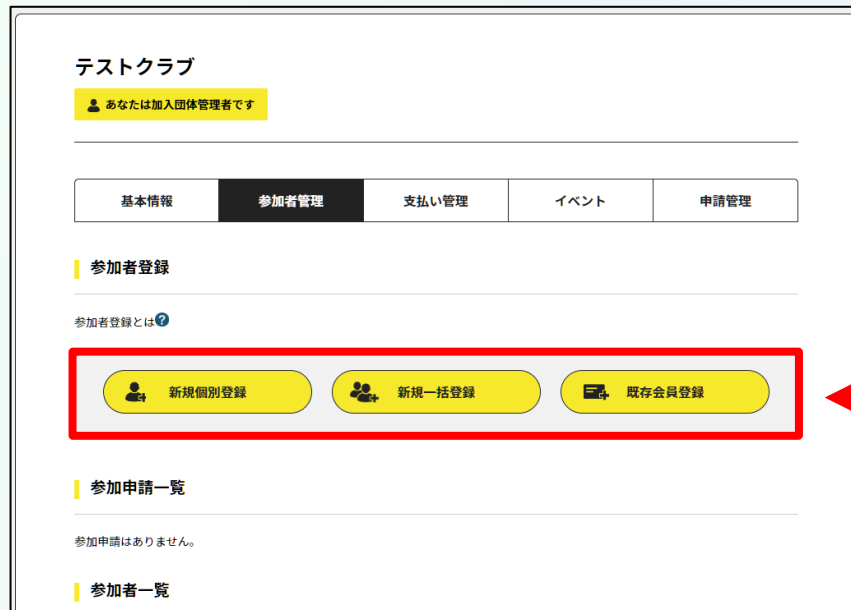 テストクラブ
あなたは加入団体管理者です
基本情報 参加者管理 支払い管理 イベント 申請管理
参加者登録
参加者登録とは?
新規個別登録 新規一括登録 既存会員登録
参加申請一覧
参加申請はありません。
参加者一覧